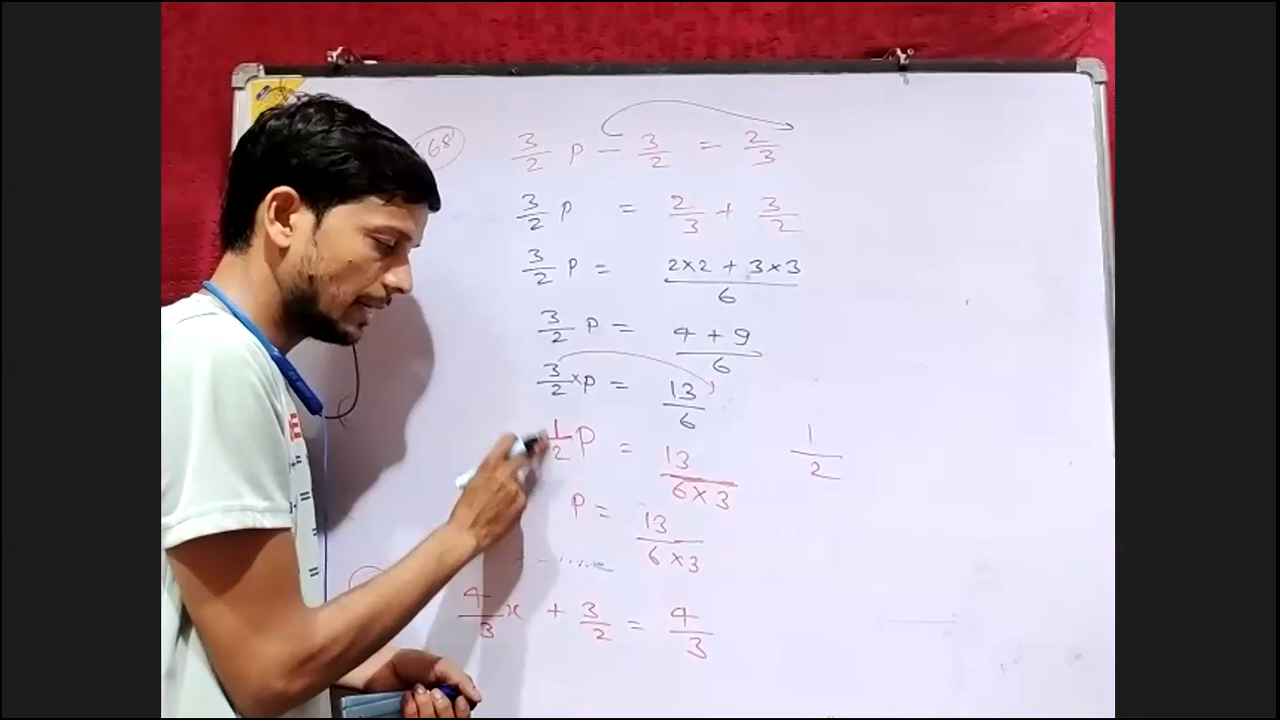 68
3/2 P - 3/2 = 2/3
3/2 P = 2/3 + 3/2
3/2 P = 2×2 + 3×3/6
3/2 P = 4 + 9/6
3/2 × P = 13/6
1/2 P = 13/6×3 1/2
P = 13/6×3
4/3 x + 3/2 = 4/3